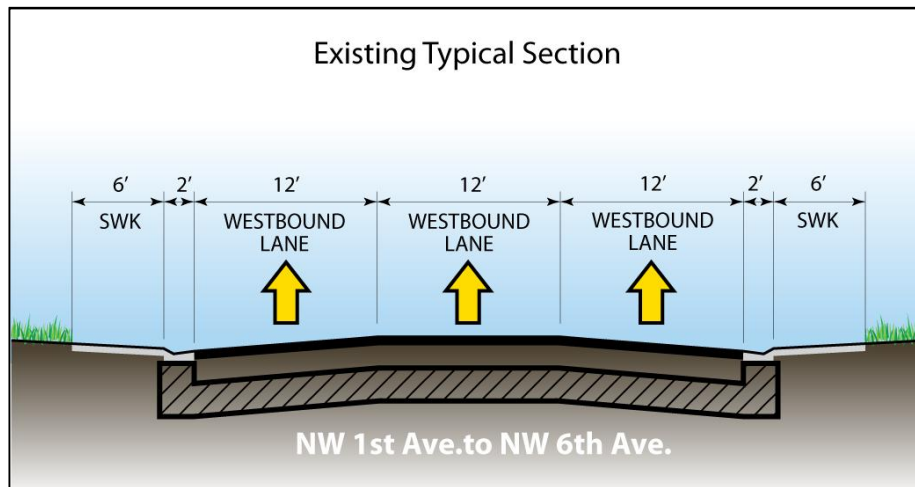 Existing Typical Section
6’ 2’ 12’ 12’ 12’ 2’ 6’
SWK WESTBOUND WESTBOUND WESTBOUND SWK
LANE LANE LANE
NW 1st Ave.to NW 6th Ave.